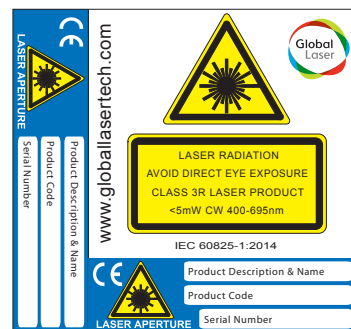 CE
LASER APERTURE
Product Description & Name
Product Code
Serial Number
www.globallasertech.com
Global
Laser
LASER RADIATION
AVOID DIRECT EYE EXPOSURE
CLASS 3R LASER PRODUCT
<5mW CW 400-695nm
IEC 60825-1:2014
CE
LASER APERTURE
Product Description & Name
Product Code
Serial Number